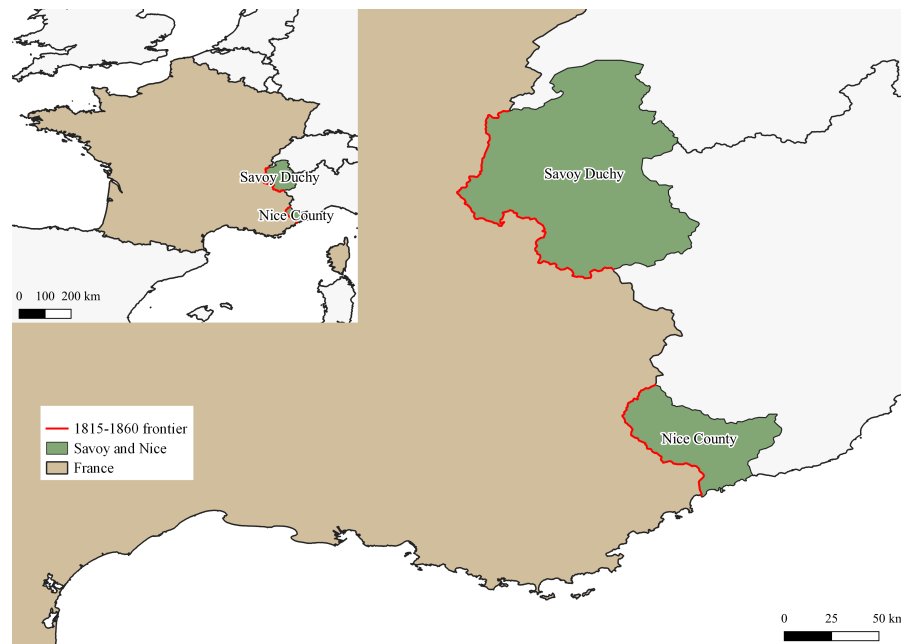 Savoy Duchy
Nice County
0 100 200 km
Savoy Duchy
Nice County
1815-1860 frontier
Savoy and Nice
France
0 25 50 km